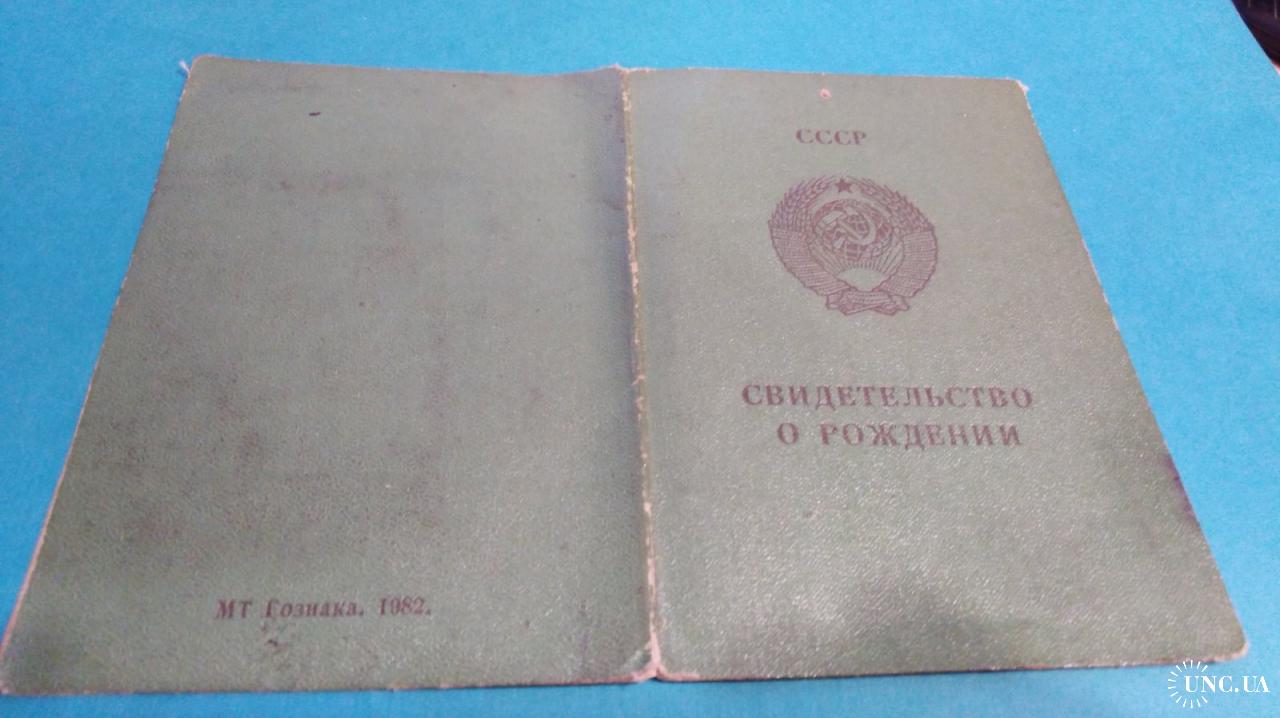 СССР
СВИДЕТЕЛЬСТВО
О РОЖДЕНИИ
МТ Гознака. 1982.
UNC.UA